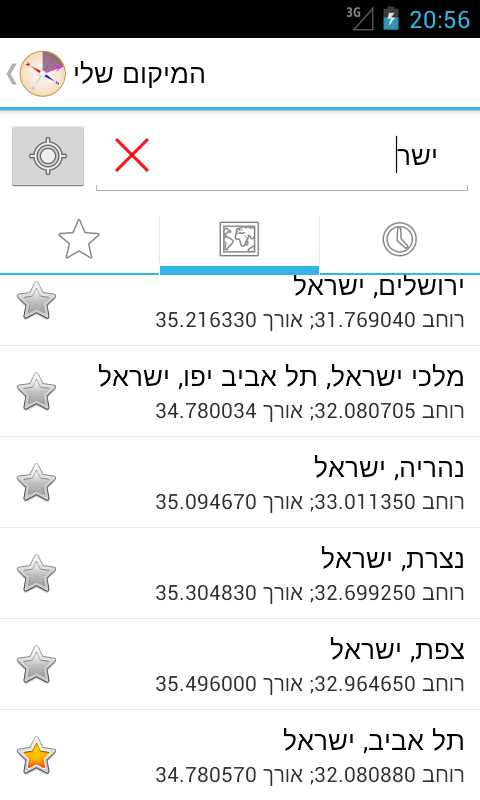 3G
20:56
המיקום שלי
ישר
ירושלים, ישראל
רוחב 31.769040; אורך 35.216330
מלכי ישראל, תל אביב יפו, ישראל
רוחב 32.080705; אורך 34.780034
נהריה, ישראל
רוחב 33.011350; אורך 35.094670
נצרת, ישראל
רוחב 32.699250; אורך 35.304830
צפת, ישראל
רוחב 32.964650; אורך 35.496000
תל אביב, ישראל
רוחב 32.080880; אורך 34.780570